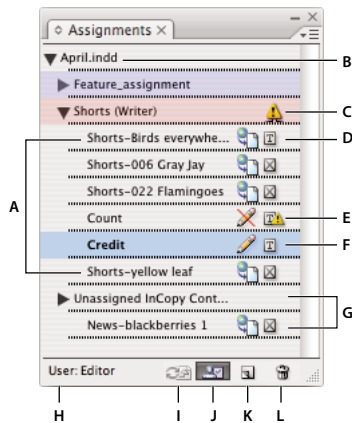 Assignments ×
April.indd
B
Feature_assignment
Shorts (Writer)
C
Shorts-Birds everywhe...
D
Shorts-006 Gray Jay
A
Shorts-022 Flamingoes
Count
E
Credit
F
Shorts-yellow leaf
Unassigned InCopy Cont...
G
News-blackberries 1
User: Editor
H I J K L